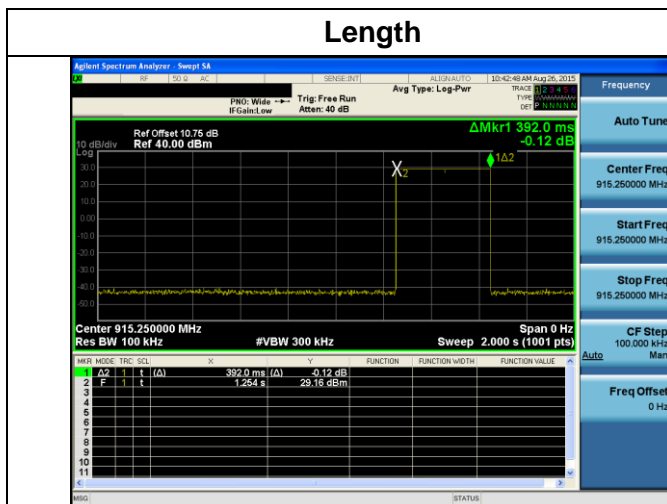 Length
Agilent Spectrum Analyzer - Swept SA
RF 50 Ω AC SENSE:INT ALIGN AUTO 10:42:48 AM Aug 26, 2015
Avg Type: Log-Pwr
TRACE 1 2 3 4 5 6
TYPE
DET P N N N N N
PNO: Wide Trig: Free Run
IFGain:Low Atten: 40 dB
Frequency
Auto Tune
Center Freq
915.250000 MHz
Start Freq
915.250000 MHz
Stop Freq
915.250000 MHz
CF Step
100.000 kHz
Auto Man
Freq Offset
0 Hz
ΔMkr1 392.0 ms
-0.12 dB
Ref Offset 10.75 dB
10 dB/div Ref 40.00 dBm
Log
30.0
20.0
10.0
0.00
-10.0
-20.0
-30.0
-40.0
-50.0
X2
1Δ2
Center 915.250000 MHz Span 0 Hz
Res BW 100 kHz #VBW 300 kHz Sweep 2.000 s (1001 pts)
MKR MODE TRC SCL X Y FUNCTION FUNCTION WIDTH FUNCTION VALUE
1 Δ2 1 t (Δ) 392.0 ms (Δ) -0.12 dB
2 F 1 t 1.254 s 29.16 dBm
3
4
5
6
7
8
9
10
11
MSG STATUS